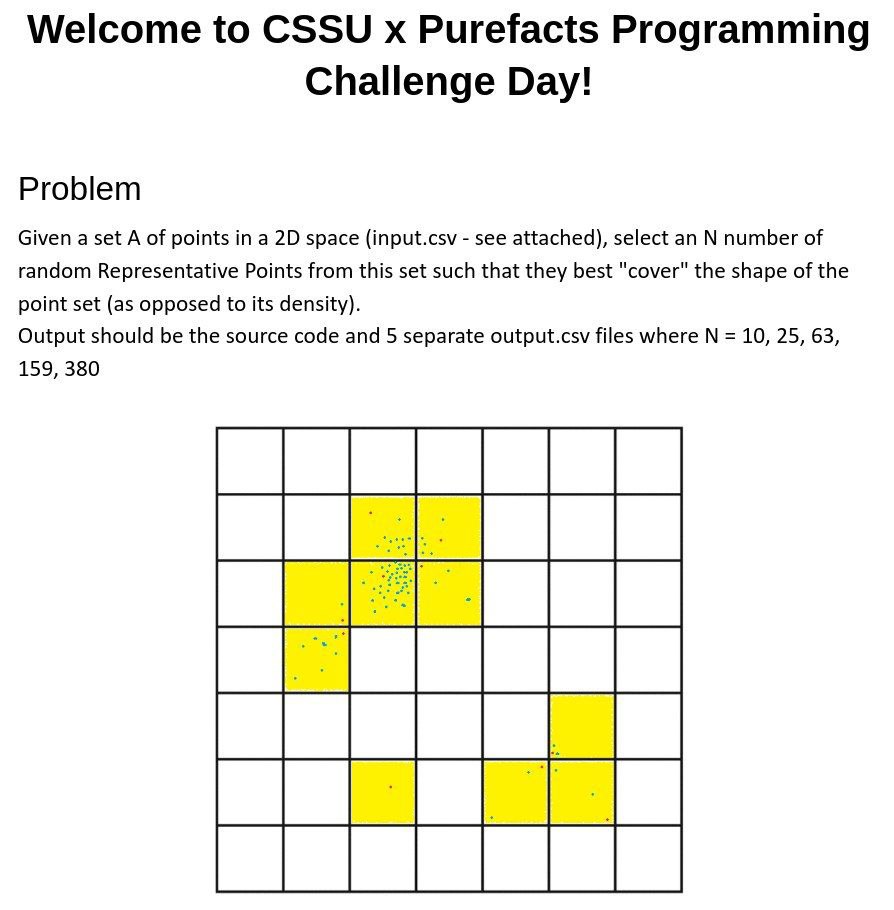 Welcome to CSSU x Purefacts Programming
Challenge Day!
Problem
Given a set A of points in a 2D space (input.csv - see attached), select an N number of
random Representative Points from this set such that they best "cover" the shape of the
point set (as opposed to its density).
Output should be the source code and 5 separate output.csv files where N = 10, 25, 63,
159, 380